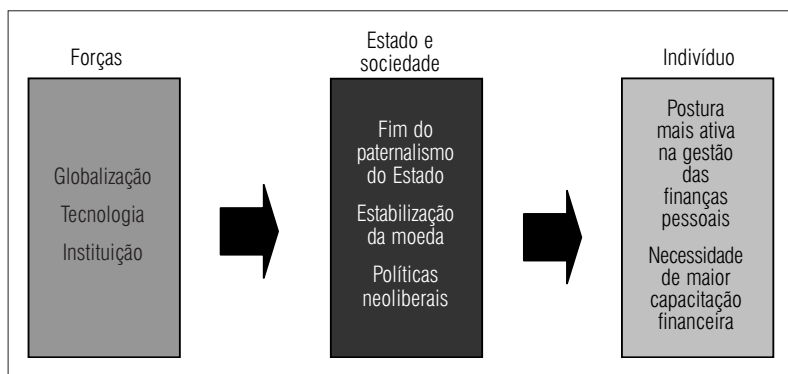 Forças
Globalização
Tecnologia
Instituição
Estado e
sociedade
Fim do
paternalismo
do Estado
Estabilização
da moeda
Políticas
neoliberais
Indivíduo
Postura
mais ativa
na gestão
das
finanças
pessoais
Necessidade
de maior
capacitação
financeira